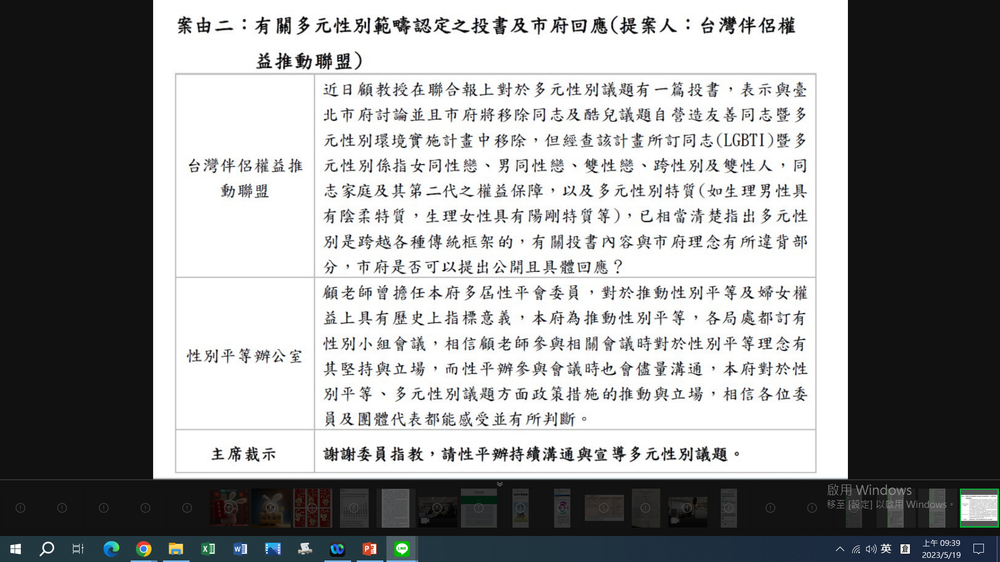 案由二：有關多元性別範疇認定之投書及市府回應(提案人：台灣伴侶權
益推動聯盟)
台灣伴侶權益推
動聯盟
近日顧教授在聯合報上對於多元性別議題有一篇投書，表示與臺
北市府討論並且市府將移除同志及酷兒議題自營造友善同志暨多
元性別環境實施計畫中移除，但經查該計畫所訂同志(LGBTI)暨多
元性別係指女同性戀、男同性戀、雙性戀、跨性別及雙性人，同
志家庭及其第二代之權益保障，以及多元性別特質(如生理男性具
有陰柔特質，生理女性具有陽剛特質等)，已相當清楚指出多元性
別是跨越各種傳統框架的，有關投書內容與市府理念有所違背部
分，市府是否可以提出公開且具體回應？
性別平等辦公室
顧老師曾擔任本府多屆性平會委員，對於推動性別平等及婦女權
益上具有歷史上指標意義，本府為推動性別平等，各局處都訂有
性別小組會議，相信顧老師參與相關會議時對於性別平等理念有
其堅持與立場，而性平辦參與會議時也會儘量溝通，本府對於性
別平等、多元性別議題方面政策措施的推動與立場，相信各位委
員及團體代表都能感受並有所判斷。
主席裁示
謝謝委員指教，請性平辦持續溝通與宣導多元性別議題。
啟用 Windows
移至 [設定] 以啟用 Windows。
LINE
英
倉
上午 09:39
2023/5/19